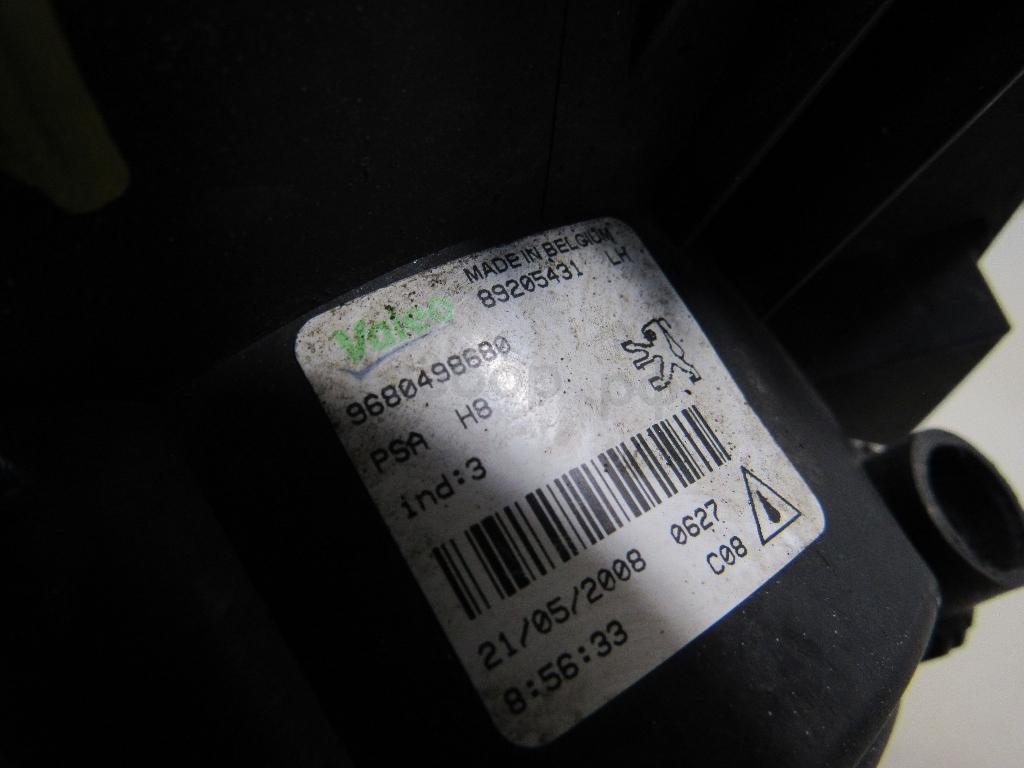 MADE IN BELGIUM
Valeo 89205431 LH
9680498680
PSA H8
ind:3
21/05/2008 0627
8:56:33 C08